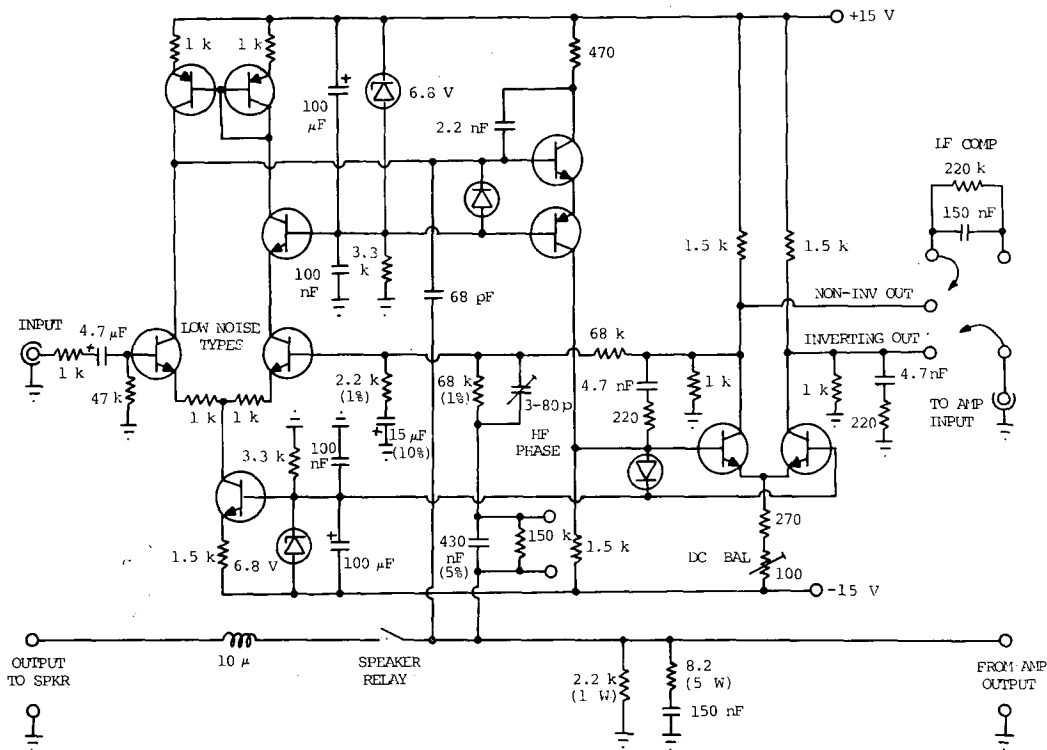 +15 V
1 k
1 k
470
100
µF
6.8 V
2.2 nF
LF COMP
220 k
150 nF
1.5 k
1.5 k
100
nF
3.3
k
68 pF
NON-INV OUT
INPUT
4.7 µF
LOW NOISE
TYPES
68 k
INVERTING OUT
1 k
47 k
1 k
1 k
2.2 k
(1%)
68 k
(1%)
3-80p
4.7 nF
1 k
1 k
4.7nF
15 µF
(10%)
HF
PHASE
220
220
TO AMP
INPUT
3.3 k
100
nF
270
1.5 k
6.8 V
100 µF
430
nF
(5%)
150 k
1.5 k
DC BAL
100
-15 V
OUTPUT
TO SPKR
10 µ
SPEAKER
RELAY
2.2 k
(1 W)
8.2
(5 W)
150 nF
FROM AMP
OUTPUT